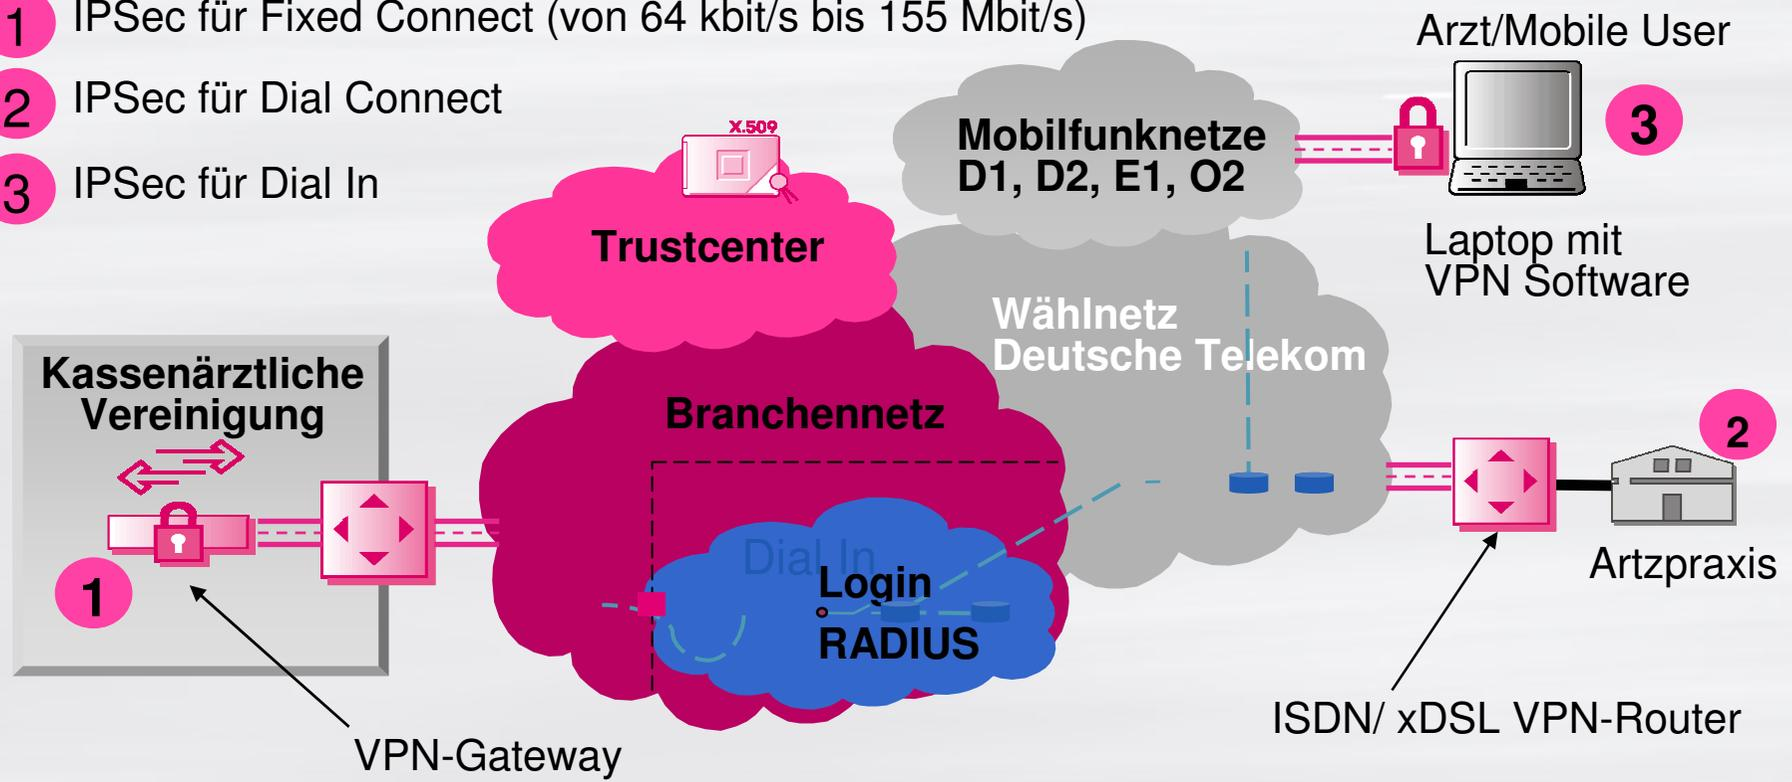 1 IPSec für Fixed Connect (von 64 kbit/s bis 155 Mbit/s)
2 IPSec für Dial Connect
3 IPSec für Dial In
Arzt/Mobile User
3
Laptop mit
VPN Software
Mobilfunknetze
D1, D2, E1, O2
X.509
Trustcenter
Wählnetz
Deutsche Telekom
Kassenärztliche
Vereinigung
1
VPN-Gateway
Branchennetz
Dial In
Login
RADIUS
2
Artzpraxis
ISDN/ xDSL VPN-Router